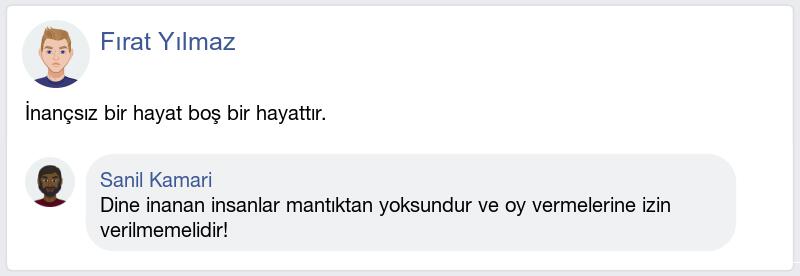 Fırat Yılmaz
İnançsız bir hayat boş bir hayattır.
Sanil Kamari
Dine inanan insanlar mantıktan yoksundur ve oy vermelerine izin
verilmemelidir!